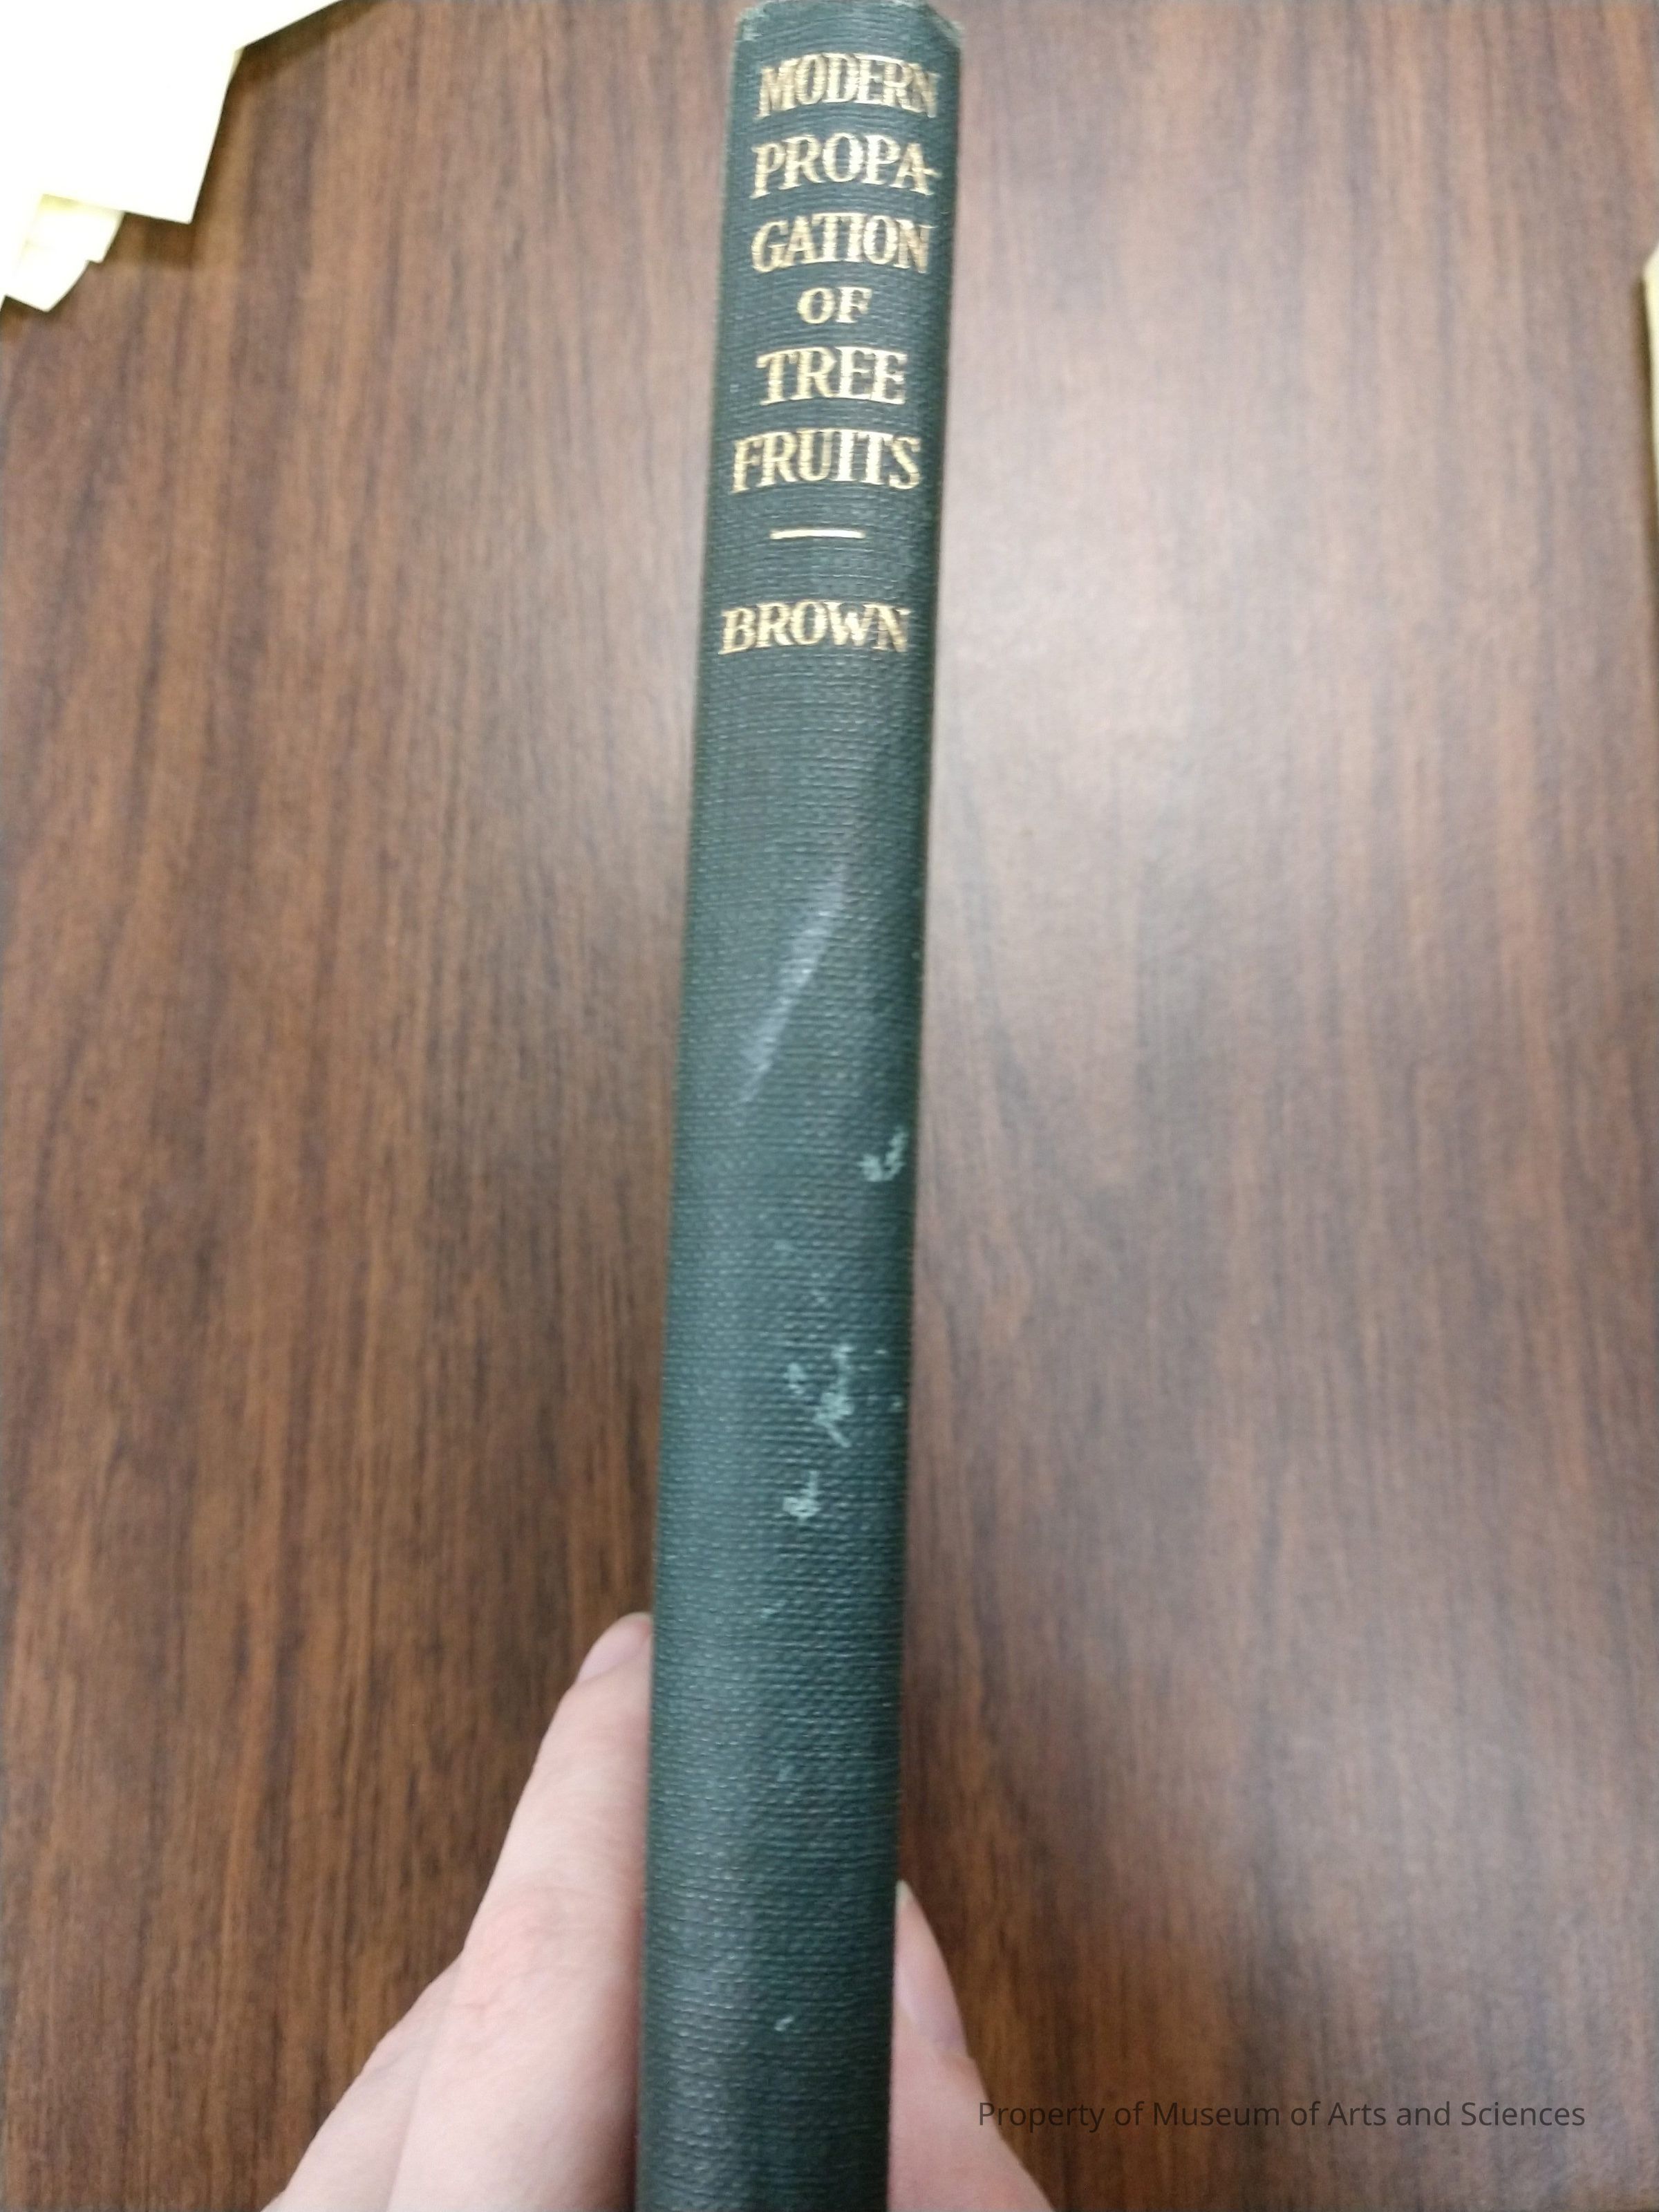 MODERN
PROPA-
GATION
OF
TREE
FRUITS
BROWN
Property of Museum of Arts and Sciences